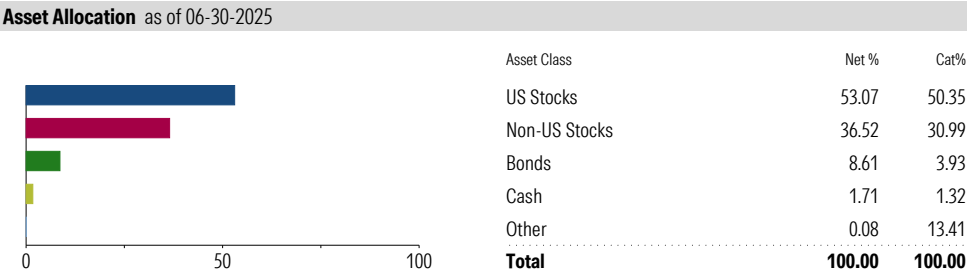 Asset Allocation as of 06-30-2025
0 50 100
Asset Class Net % Cat%
US Stocks 53.07 50.35
Non-US Stocks 36.52 30.99
Bonds 8.61 3.93
Cash 1.71 1.32
Other 0.08 13.41
Total 100.00 100.00